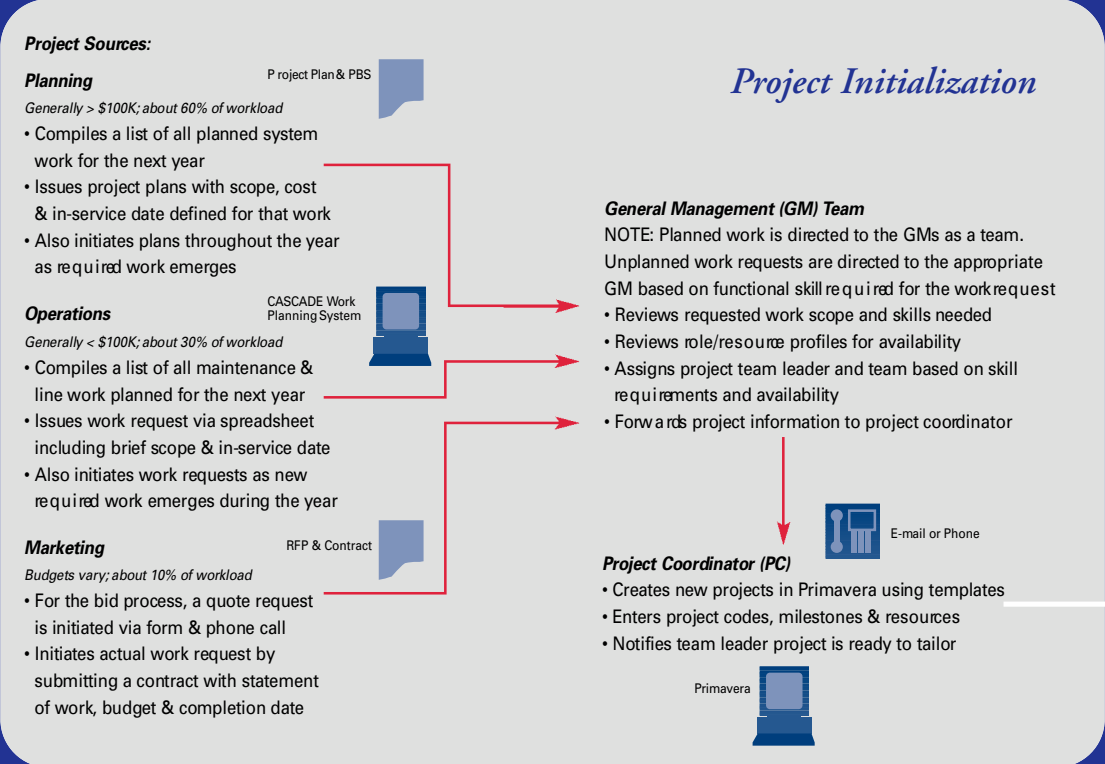 Project Sources:
Project Initialization
Planning
Project Plan & PBS
Generally > $100K; about 60% of workload
• Compiles a list of all planned system
work for the next year
• Issues project plans with scope, cost
& in-service date defined for that work
• Also initiates plans throughout the year
as required work emerges
Operations
CASCADE Work
Planning System
Generally < $100K; about 30% of workload
• Compiles a list of all maintenance &
line work planned for the next year
• Issues work request via spreadsheet
including brief scope & in-service date
• Also initiates work requests as new
required work emerges during the year
Marketing
RFP & Contract
Budgets vary; about 10% of workload
• For the bid process, a quote request
is initiated via form & phone call
• Initiates actual work request by
submitting a contract with statement
of work, budget & completion date
General Management (GM) Team
NOTE: Planned work is directed to the GMs as a team.
Unplanned work requests are directed to the appropriate
GM based on functional skill required for the work request
• Reviews requested work scope and skills needed
• Reviews role/resource profiles for availability
• Assigns project team leader and team based on skill
requirements and availability
• Forwards project information to project coordinator
E-mail or Phone
Project Coordinator (PC)
• Creates new projects in Primavera using templates
• Enters project codes, milestones & resources
• Notifies team leader project is ready to tailor
Primavera